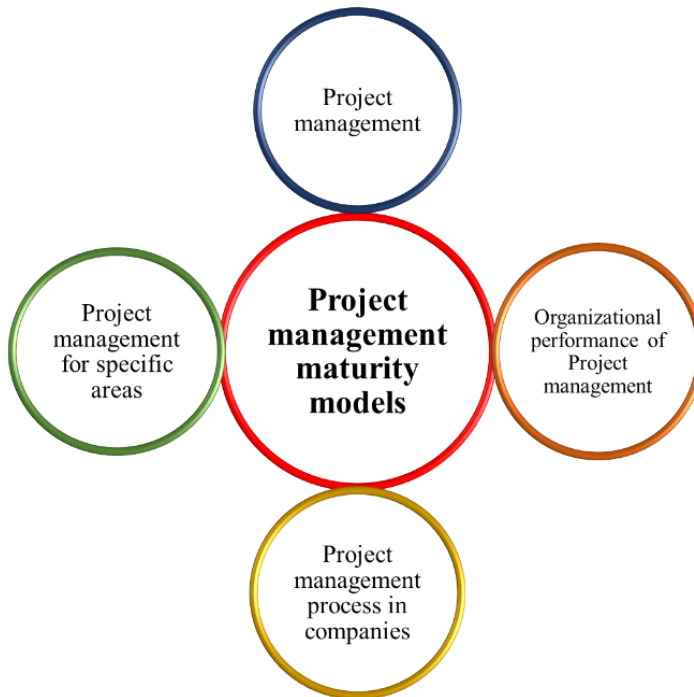 Project
management
Project
management
for specific
areas
Project
management
maturity
models
Organizational
performance of
Project
management
Project
management
process in
companies